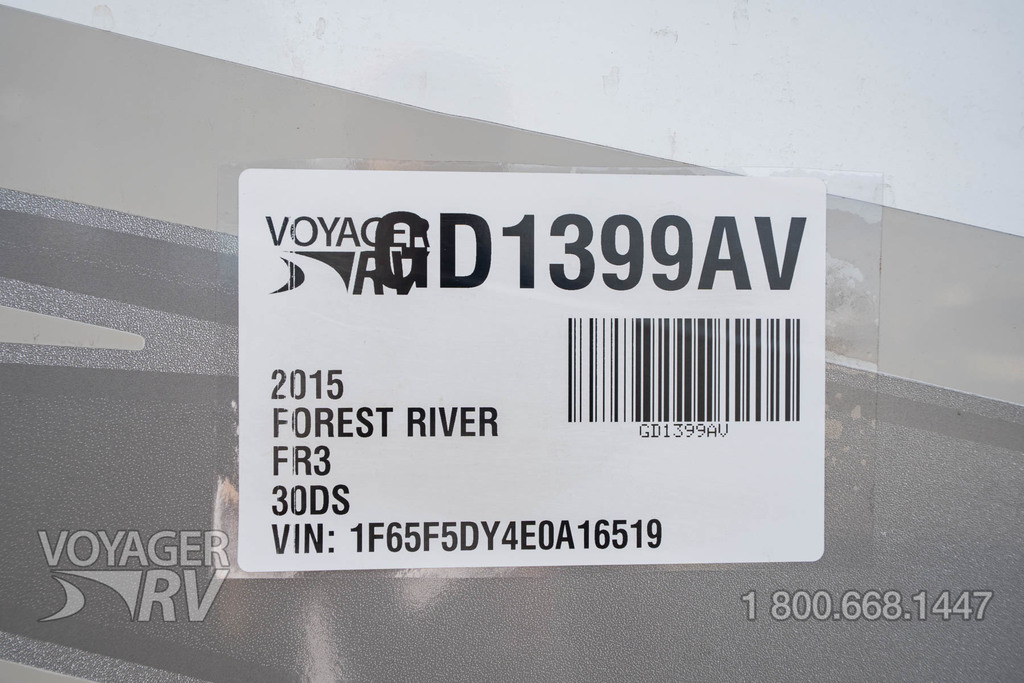 VOYAGER
RV
GD1399AV
GD1399AV
2015
FOREST RIVER
FR3
30DS
VIN: 1F65F5DY4E0A16519
VOYAGER
RV
1 800.668.1447